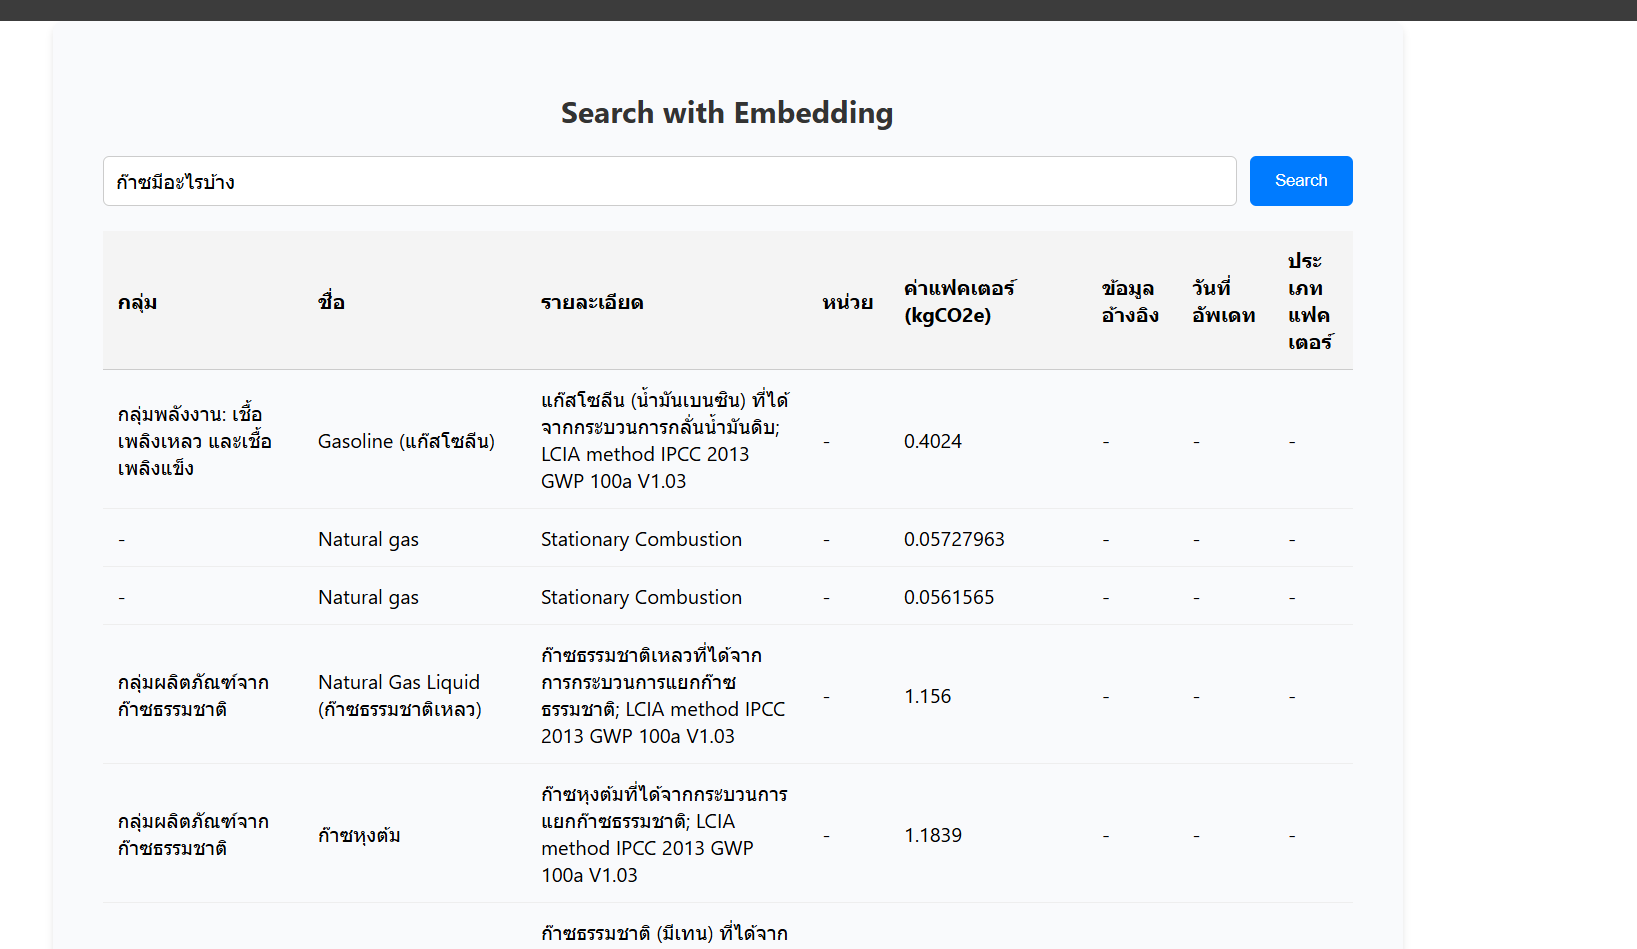 Search with Embedding
ก๊าซมีอะไรบ้าง
Search
กลุ่ม
ชื่อ
รายละเอียด
หน่วย
ค่าแฟคเตอร์
(kgCO2e)
ข้อมูล
อ้างอิง
วันที่
อัพเดท
ประ
เภท
แฟค
เตอร์
กลุ่มพลังงาน: เชื้อ
เพลิงเหลว และเชื้อ
เพลิงแข็ง
Gasoline (แก๊สโซลีน)
แก๊สโซลีน (น้ำมันเบนซิน) ที่ได้
จากกระบวนการกลั่นน้ำมันดิบ;
LCIA method IPCC 2013
GWP 100a V1.03
-
0.4024
-
-
-
-
Natural gas
Stationary Combustion
-
0.05727963
-
-
-
-
Natural gas
Stationary Combustion
-
0.0561565
-
-
-
กลุ่มผลิตภัณฑ์จาก
ก๊าซธรรมชาติ
Natural Gas Liquid
(ก๊าซธรรมชาติเหลว)
ก๊าซธรรมชาติเหลวที่ได้จาก
การกระบวนการแยกก๊าซ
ธรรมชาติ; LCIA method IPCC
2013 GWP 100a V1.03
-
1.156
-
-
-
กลุ่มผลิตภัณฑ์จาก
ก๊าซธรรมชาติ
ก๊าซหุงต้ม
ก๊าซหุงต้มที่ได้จากกระบวนการ
แยกก๊าซธรรมชาติ; LCIA
method IPCC 2013 GWP
100a V1.03
-
1.1839
-
-
-
ก๊าซธรรมชาติ (มีเทน) ที่ได้จาก